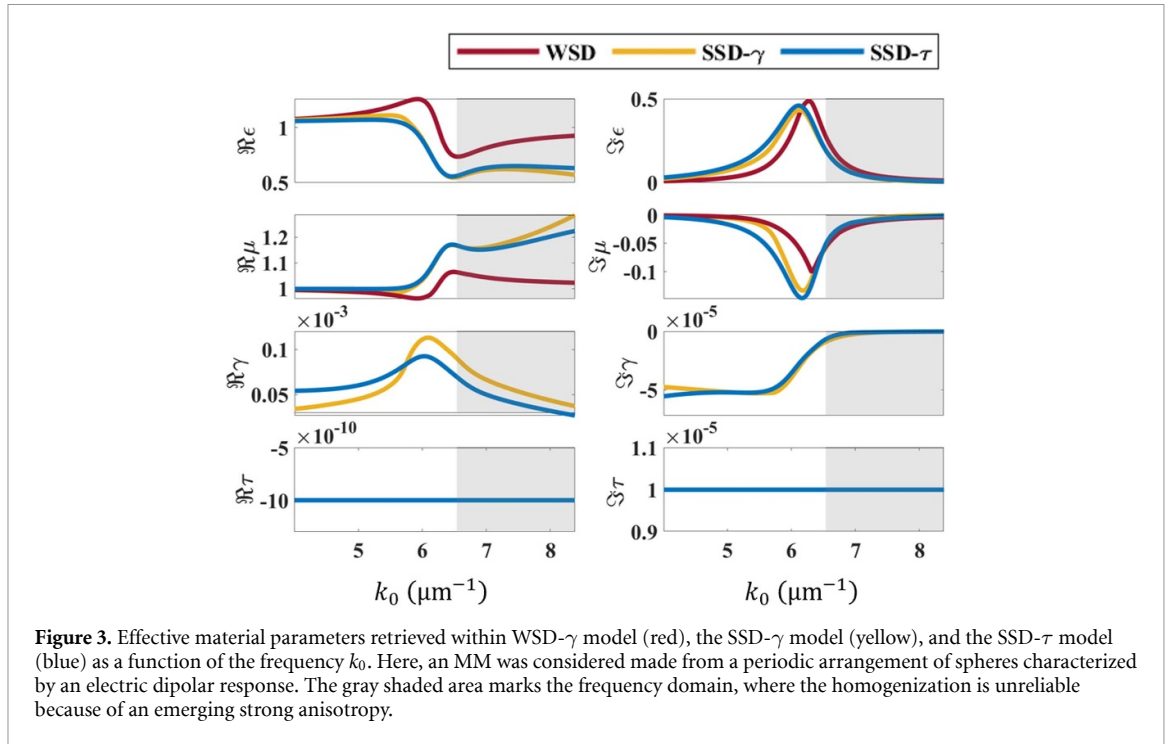 WSD SSD-γ SSD-τ
ℜϵ 1 0.5
ℑϵ 0.5 0
ℜμ 1.2 1.1 1
ℑμ 0 -0.05 -0.1
×10⁻³
ℜγ 0.1 0.05
×10⁻⁵
ℑγ 0 -5
×10⁻¹⁰
ℜτ -5 -10
×10⁻⁵
ℑτ 1.1 1 0.9
5 6 7 8
5 6 7 8
k₀ (μm⁻¹)
k₀ (μm⁻¹)
Figure 3. Effective material parameters retrieved within WSD-γ model (red), the SSD-γ model (yellow), and the SSD-τ model
(blue) as a function of the frequency k₀. Here, an MM was considered made from a periodic arrangement of spheres characterized
by an electric dipolar response. The gray shaded area marks the frequency domain, where the homogenization is unreliable
because of an emerging strong anisotropy.